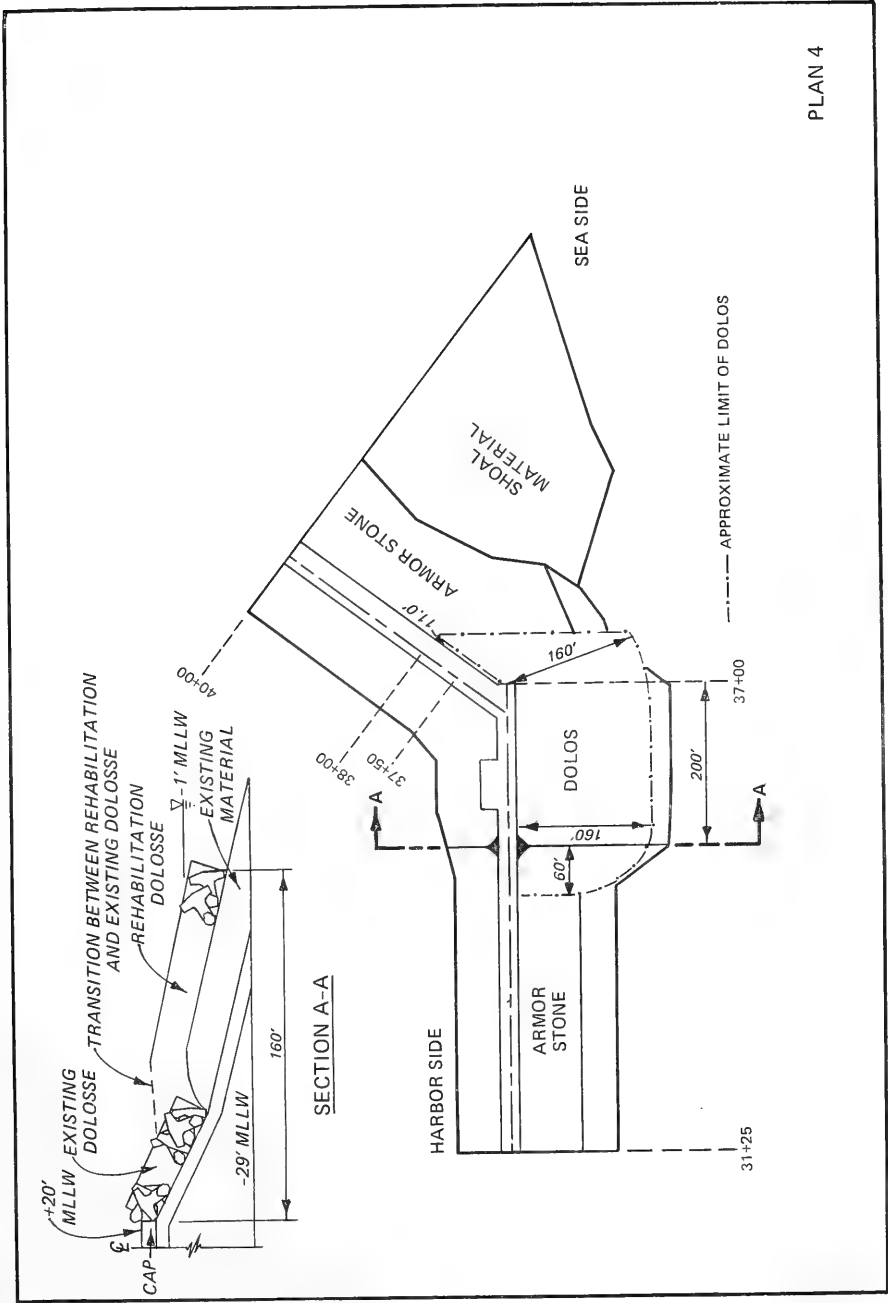 +20'
MLLW
EXISTING
DOLOSSE
TRANSITION BETWEEN REHABILITATION
AND EXISTING DOLOSSE
REHABILITATION
DOLOSSE
-1' MLLW
EXISTING
MATERIAL
℄
CAP
-29' MLLW
160'
SECTION A-A
HARBOR SIDE
ARMOR
STONE
31+25
40+00
38+00
37+50
A
A
11.0'
ARMOR STONE
SHOAL
MATERIAL
SEA SIDE
DOLOS
160'
160'
60'
200'
37+00
APPROXIMATE LIMIT OF DOLOS
PLAN 4